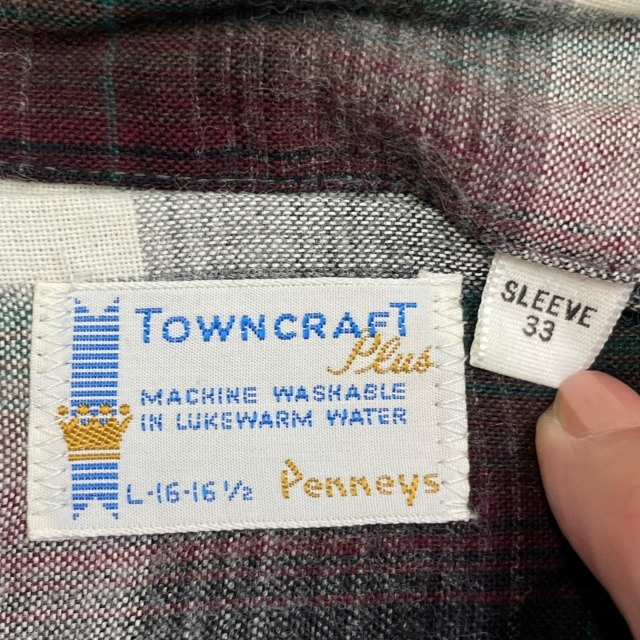 TOWNCRAFT
Plus
MACHINE WASHABLE
IN LUKEWARM WATER
L-16-16 1/2 Penneys
SLEEVE
33